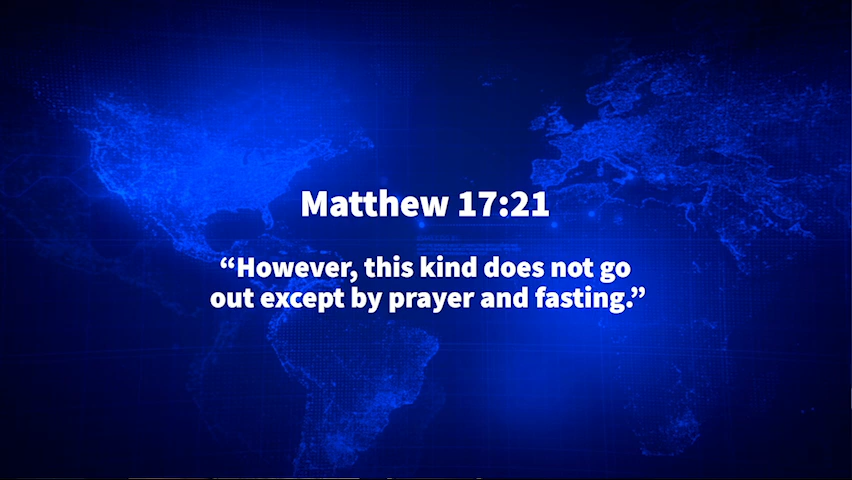 Matthew 17:21
“However, this kind does not go
out except by prayer and fasting.”